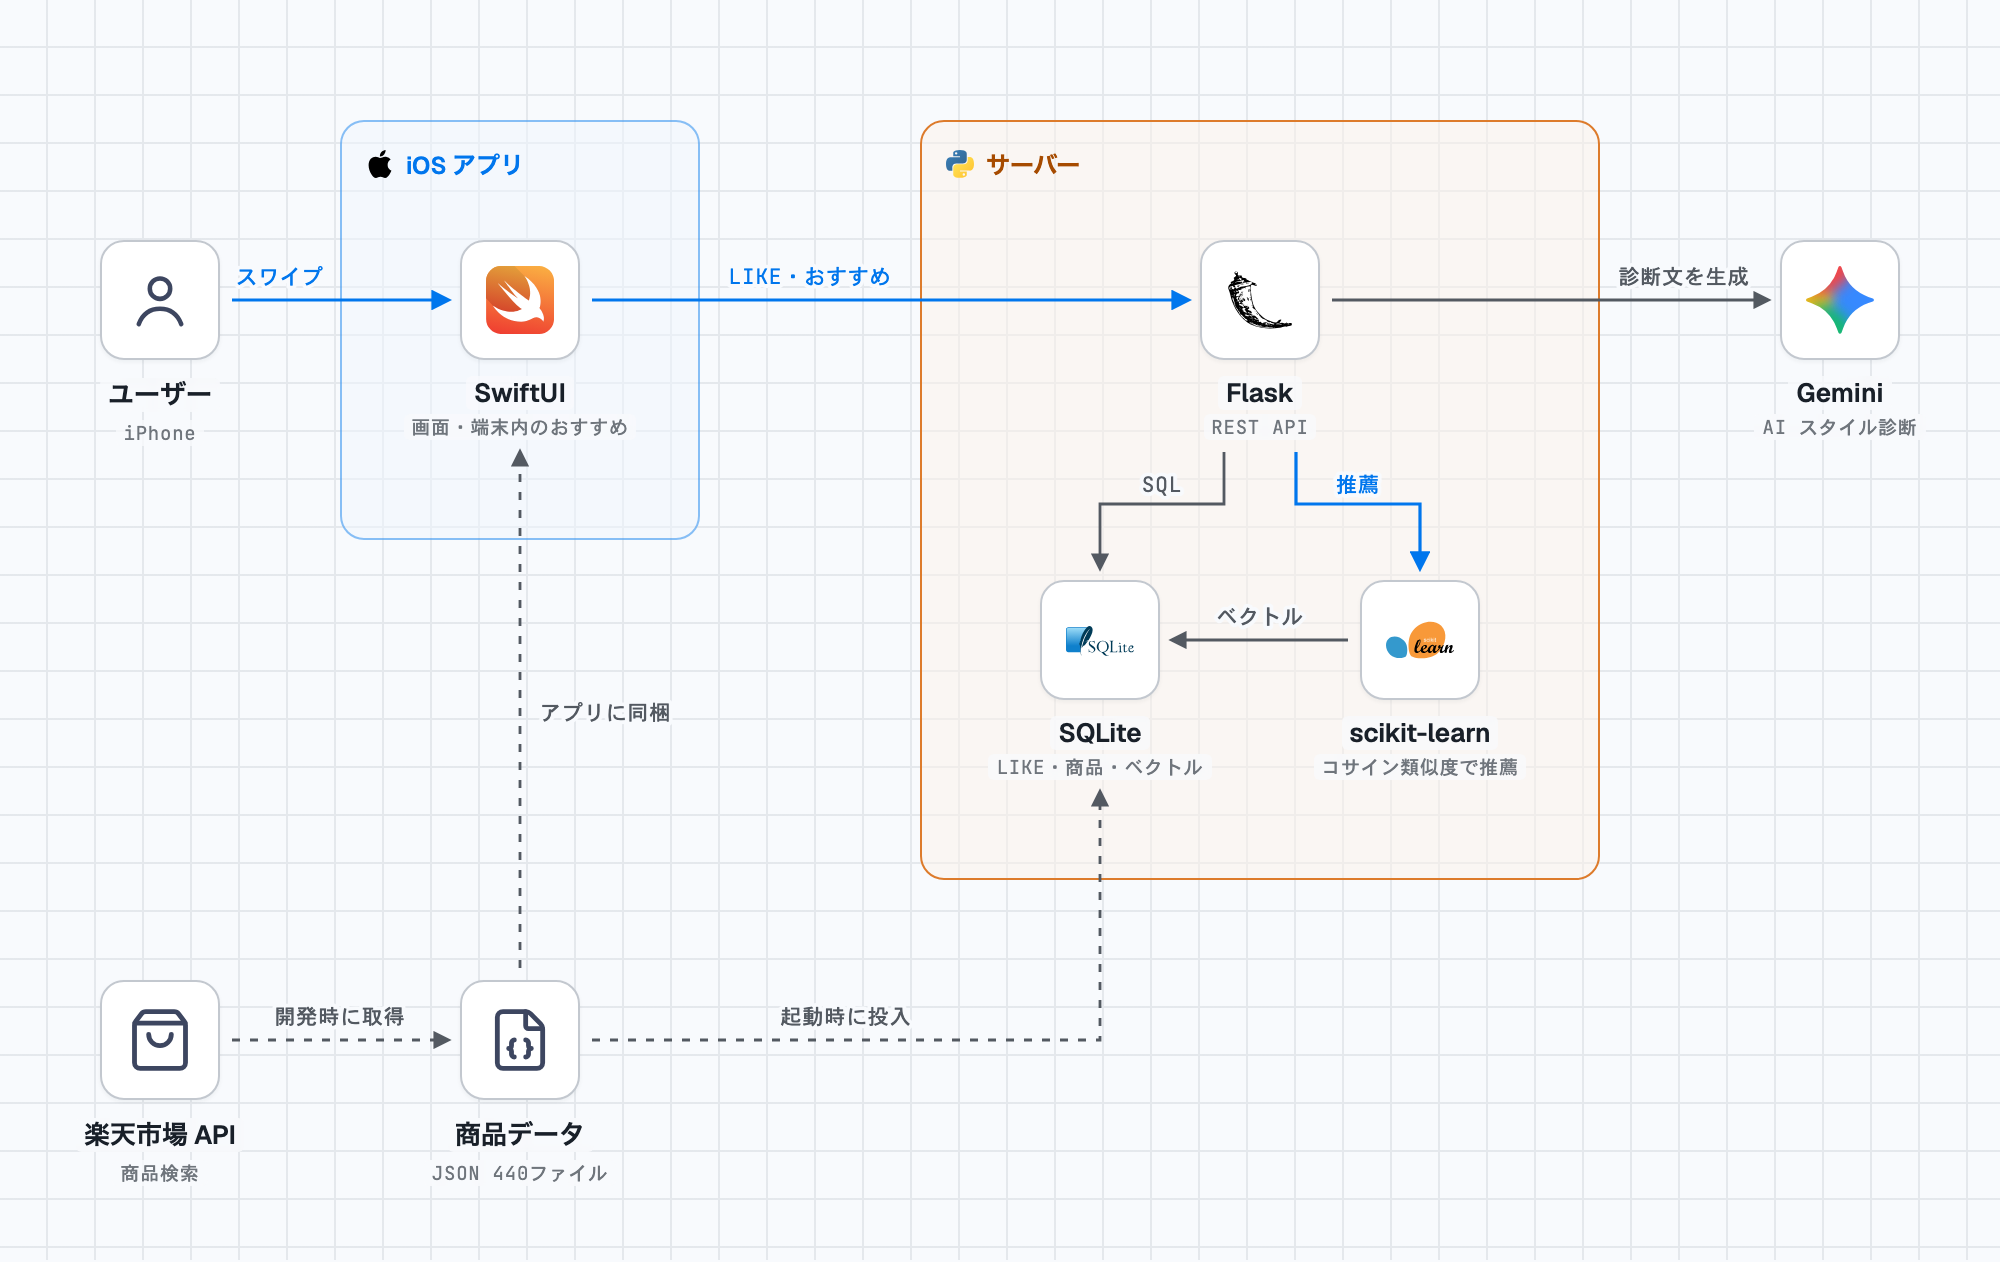 iOS アプリ
サーバー
スワイプ
LIKE・おすすめ
診断文を生成
ユーザー
iPhone
SwiftUI
画面・端末内のおすすめ
Flask
REST API
Gemini
AI スタイル診断
SQL
推薦
ベクトル
SQLite
scikit
learn
SQLite
LIKE・商品・ベクトル
scikit-learn
コサイン類似度で推薦
アプリに同梱
開発時に取得
起動時に投入
{}
楽天市場 API
商品検索
商品データ
JSON 440ファイル